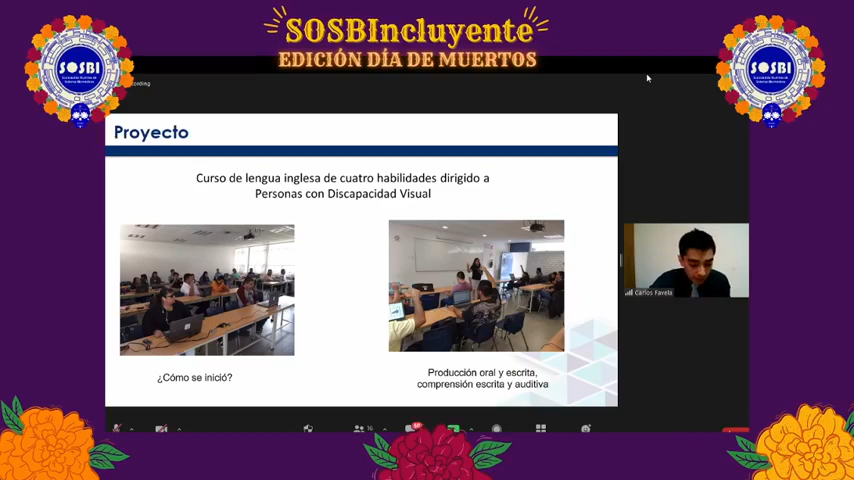 SOSBIncluyente
EDICIÓN DÍA DE MUERTOS
SOSBI
SOSBI
Proyecto
Curso de lengua inglesa de cuatro habilidades dirigido a
Personas con Discapacidad Visual
¿Cómo se inició?
Producción oral y escrita,
comprensión escrita y auditiva
Carlos Favela
16